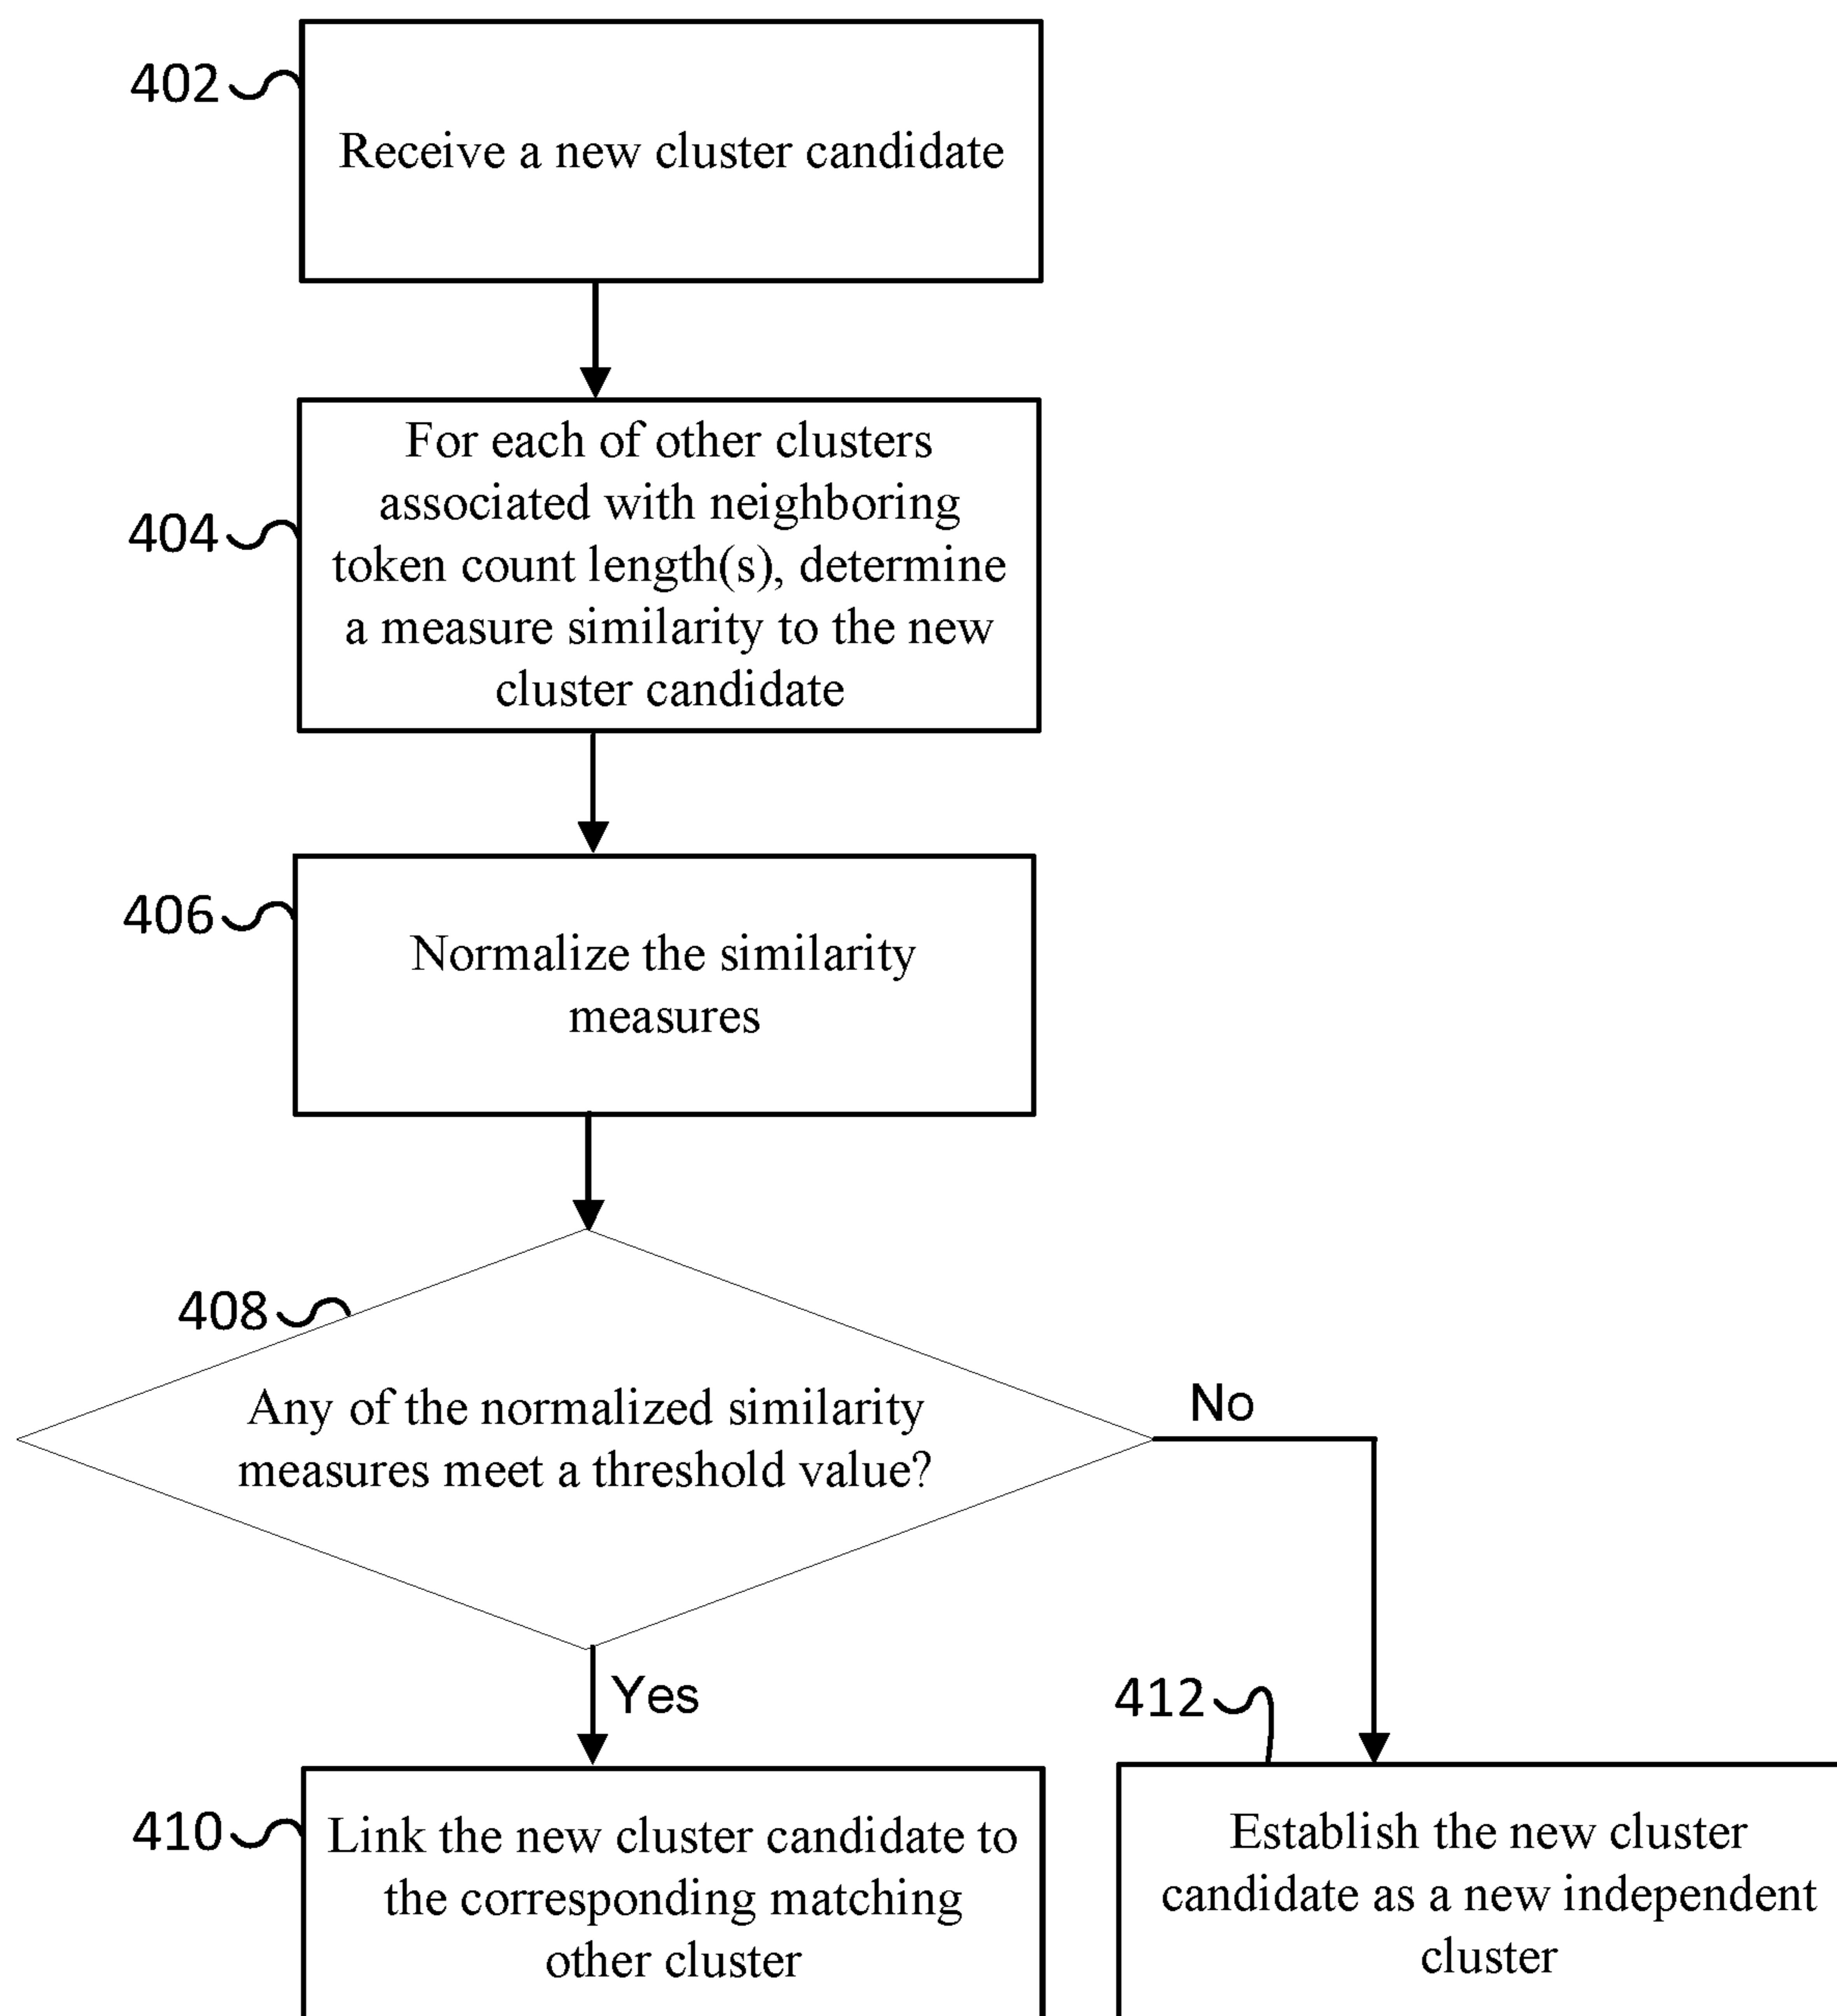 402
Receive a new cluster candidate
404
For each of other clusters
associated with neighboring
token count length(s), determine
a measure similarity to the new
cluster candidate
406
Normalize the similarity
measures
408
Any of the normalized similarity
measures meet a threshold value?
No
Yes
410
Link the new cluster candidate to
the corresponding matching
other cluster
412
Establish the new cluster
candidate as a new independent
cluster